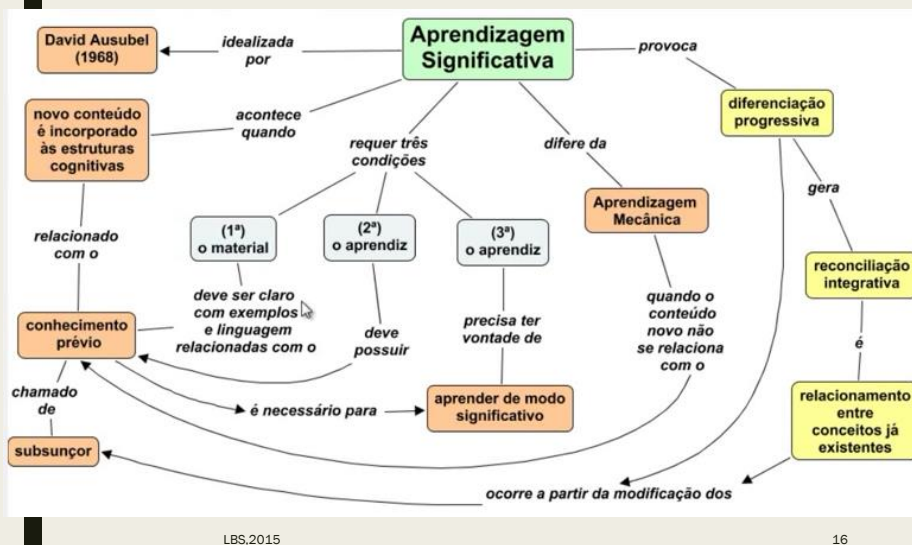 Aprendizagem
Significativa
David Ausubel
(1968)
idealizada
por
provoca
novo conteúdo
é incorporado
às estruturas
cognitivas
acontece
quando
requer três
condições
difere da
diferenciação
progressiva
gera
relacionado
com o
(1ª)
o material
(2ª)
o aprendiz
(3ª)
o aprendiz
Aprendizagem
Mecânica
reconciliação
integrativa
deve ser claro
com exemplos
e linguagem
relacionadas com o
deve
possuir
precisa ter
vontade de
quando o
conteúdo
novo não
se relaciona
com o
é
conhecimento
prévio
chamado
de
é necessário para
aprender de modo
significativo
relacionamento
entre
conceitos já
existentes
subsunçor
ocorre a partir da modificação dos
LBS,2015
16